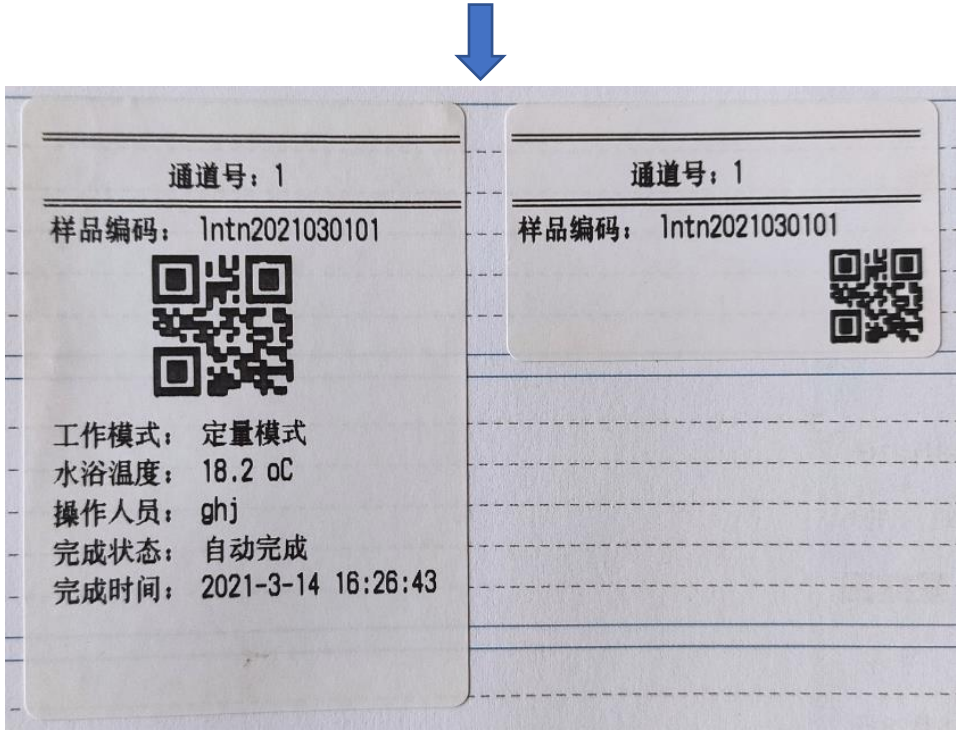 通道号：1
样品编码： lntn2021030101
工作模式： 定量模式
水浴温度： 18.2 oC
操作人员： ghj
完成状态： 自动完成
完成时间： 2021-3-14 16:26:43
通道号：1
样品编码： lntn2021030101